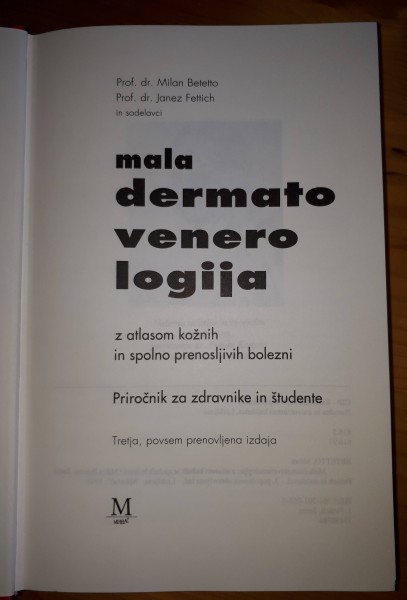 Prof. dr. Milan Betetto
Prof. dr. Janez Fettich
in sodelavci
mala
dermato
venero
logija
z atlasom kožnih
in spolno prenosljivih bolezni
Priročnik za zdravnike in študente
Tretja, povsem prenovljena izdaja
M